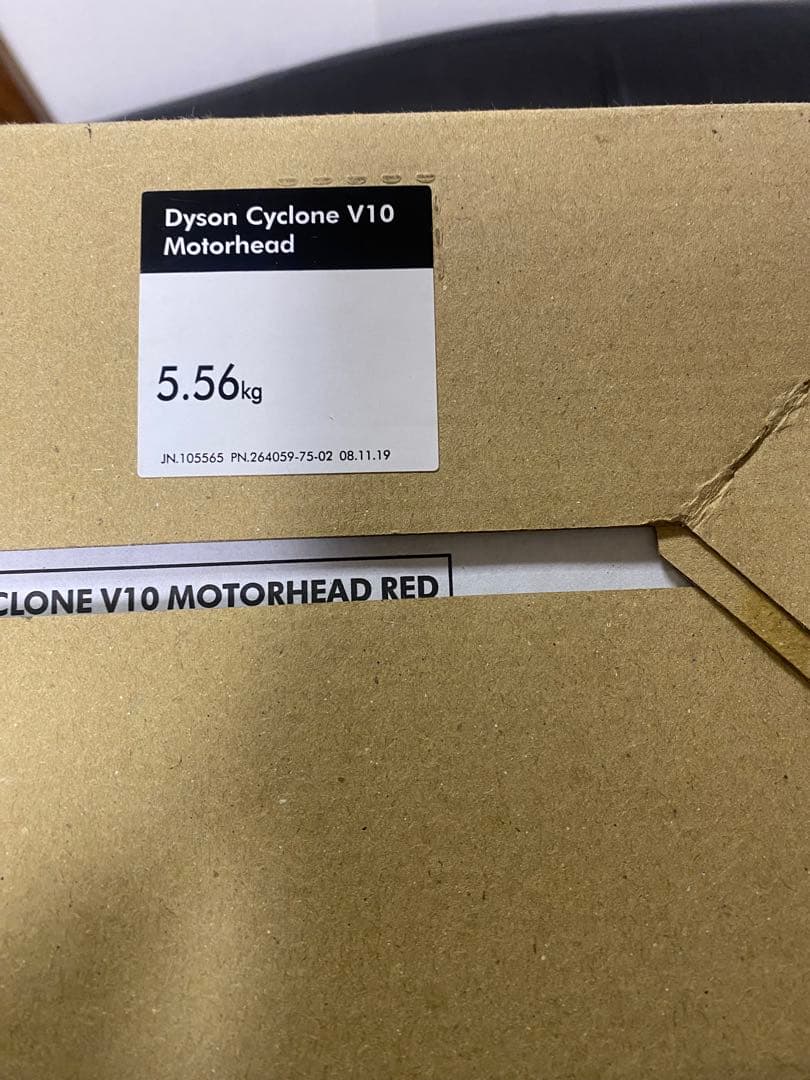 Dyson Cyclone V10
Motorhead
5.56kg
JN.105565 PN.264059-75-02 08.11.19
CLONE V10 MOTORHEAD RED